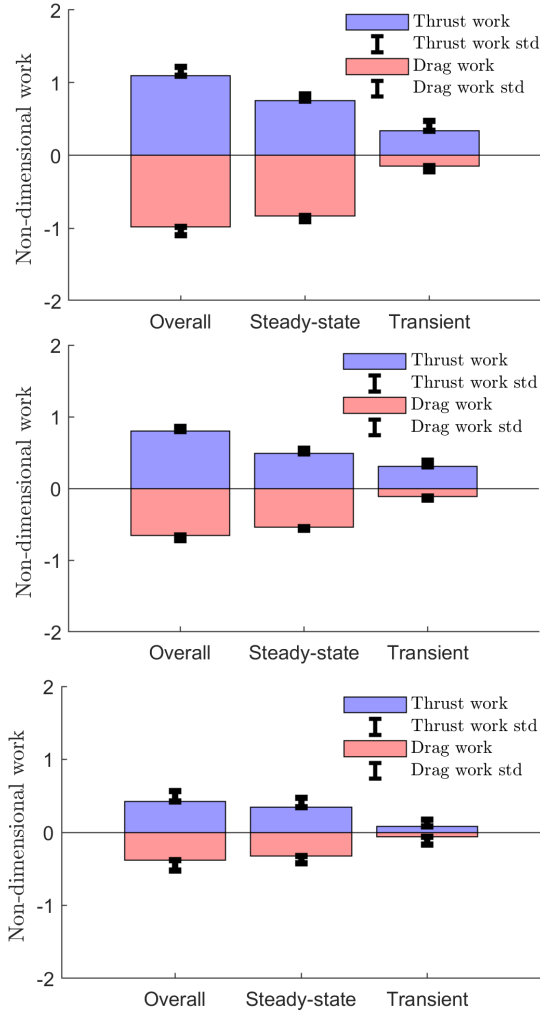 2
Thrust work
Thrust work std
1
Drag work
Drag work std
0
-1
-2
Non-dimensional work
Overall Steady-state Transient
2
Thrust work
Thrust work std
1
Drag work
Drag work std
0
-1
-2
Non-dimensional work
Overall Steady-state Transient
2
Thrust work
Thrust work std
1
Drag work
Drag work std
0
-1
-2
Non-dimensional work
Overall Steady-state Transient